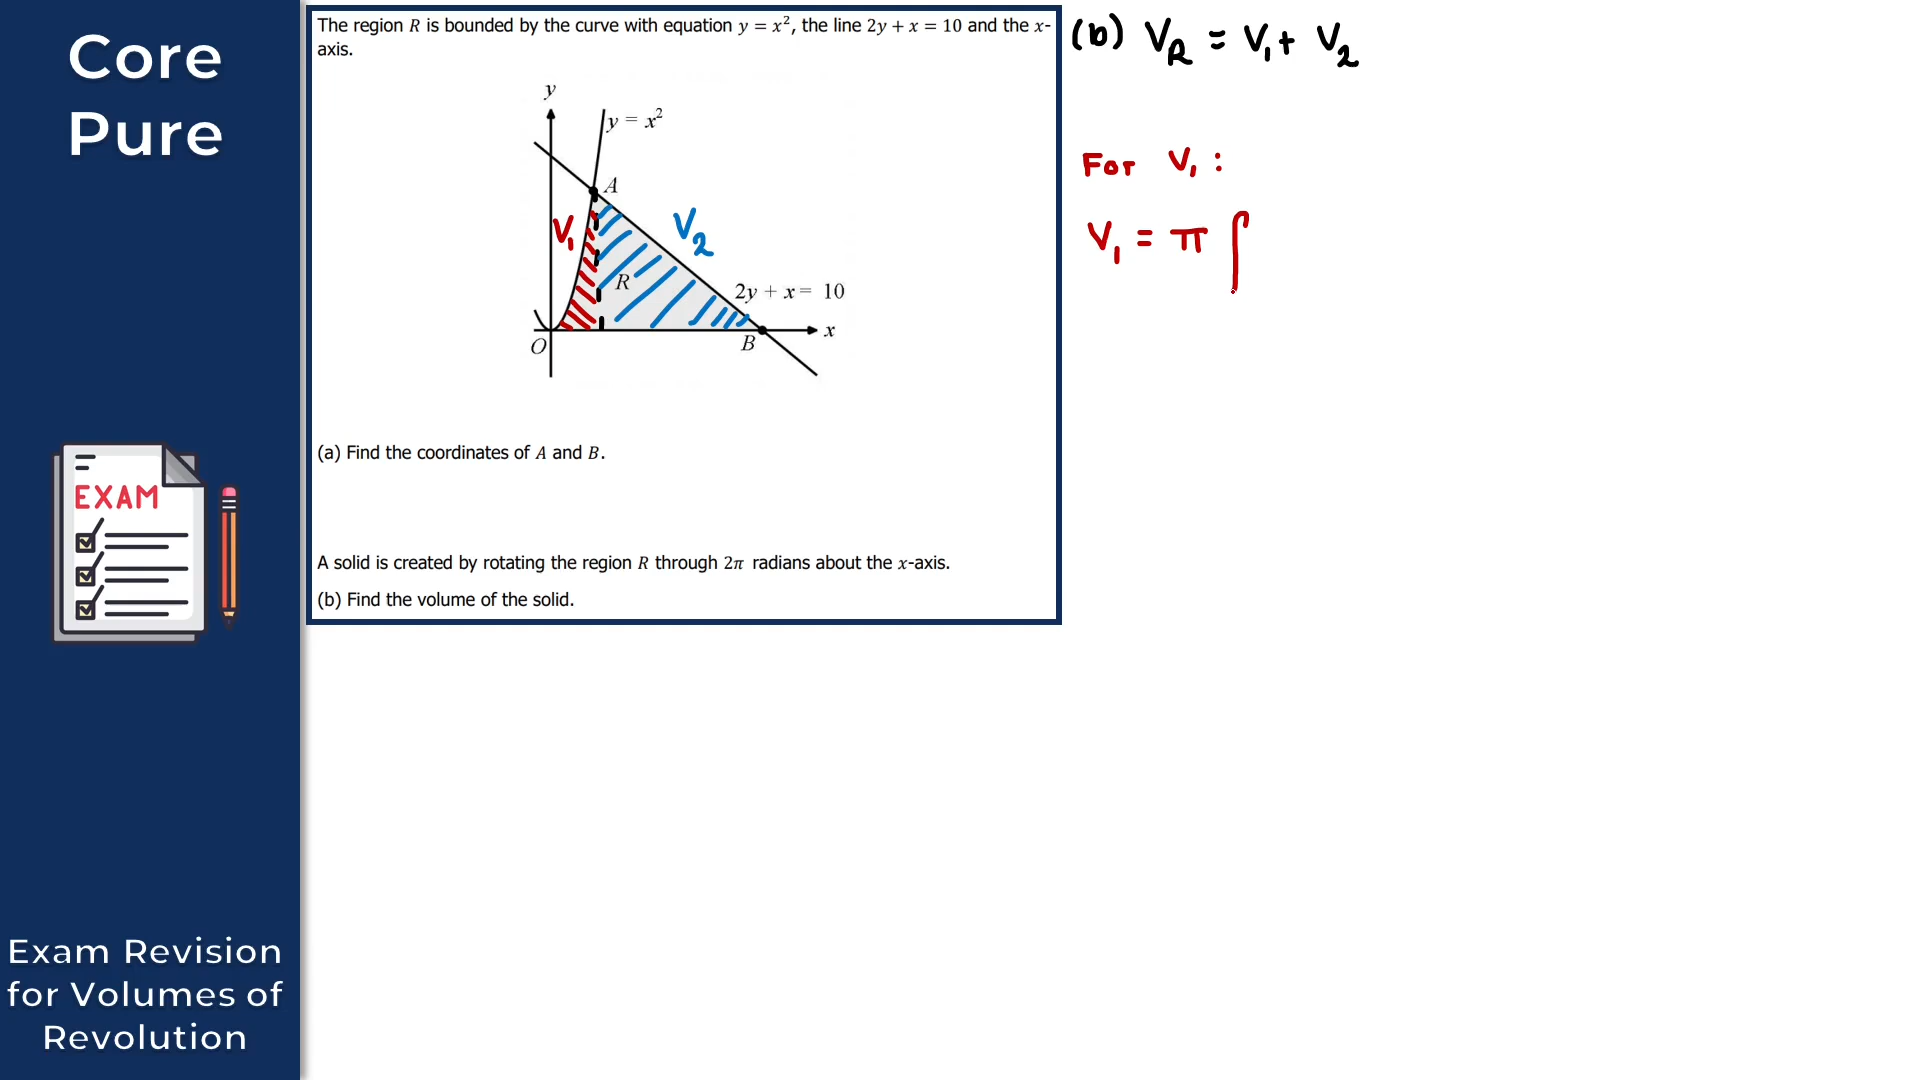 Core
Pure
EXAM
Exam Revision
for Volumes of
Revolution
The region R is bounded by the curve with equation y = x², the line 2y + x = 10 and the x-
axis.
y
y = x²
A
V₁
V₂
R
2y + x = 10
x
O
B
(a) Find the coordinates of A and B.
A solid is created by rotating the region R through 2π radians about the x-axis.
(b) Find the volume of the solid.
(b) V_R = V₁ + V₂
For V₁ :
V₁ = π ∫